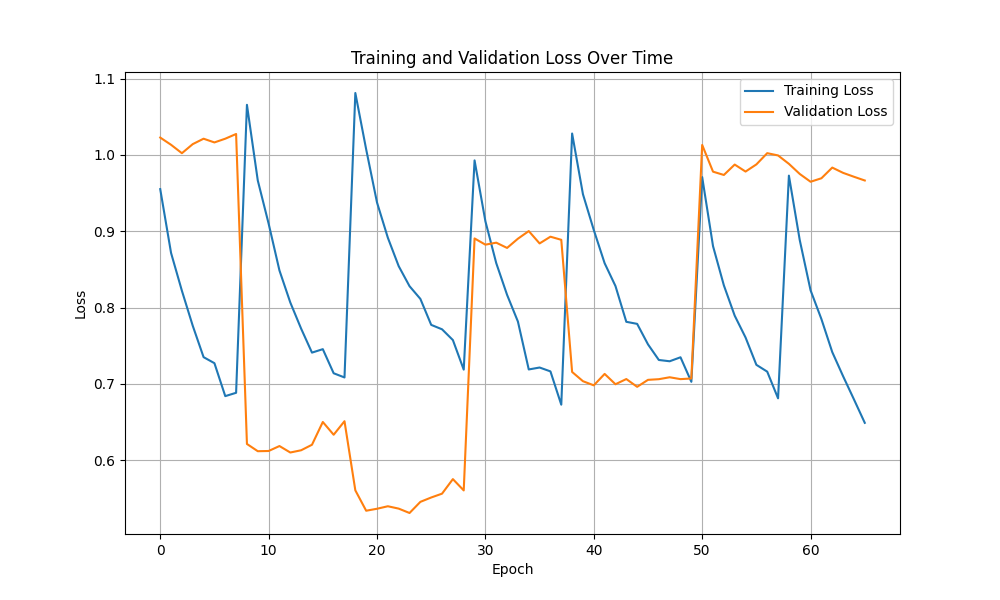 Training and Validation Loss Over Time
Training Loss
Validation Loss
1.1
1.0
0.9
0.8
0.7
0.6
Loss
0
10
20
30
40
50
60
Epoch